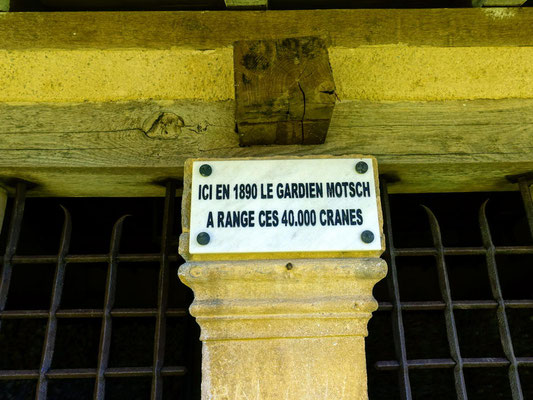 ICI EN 1890 LE GARDIEN MOTSCH
A RANGE CES 40.000 CRANES